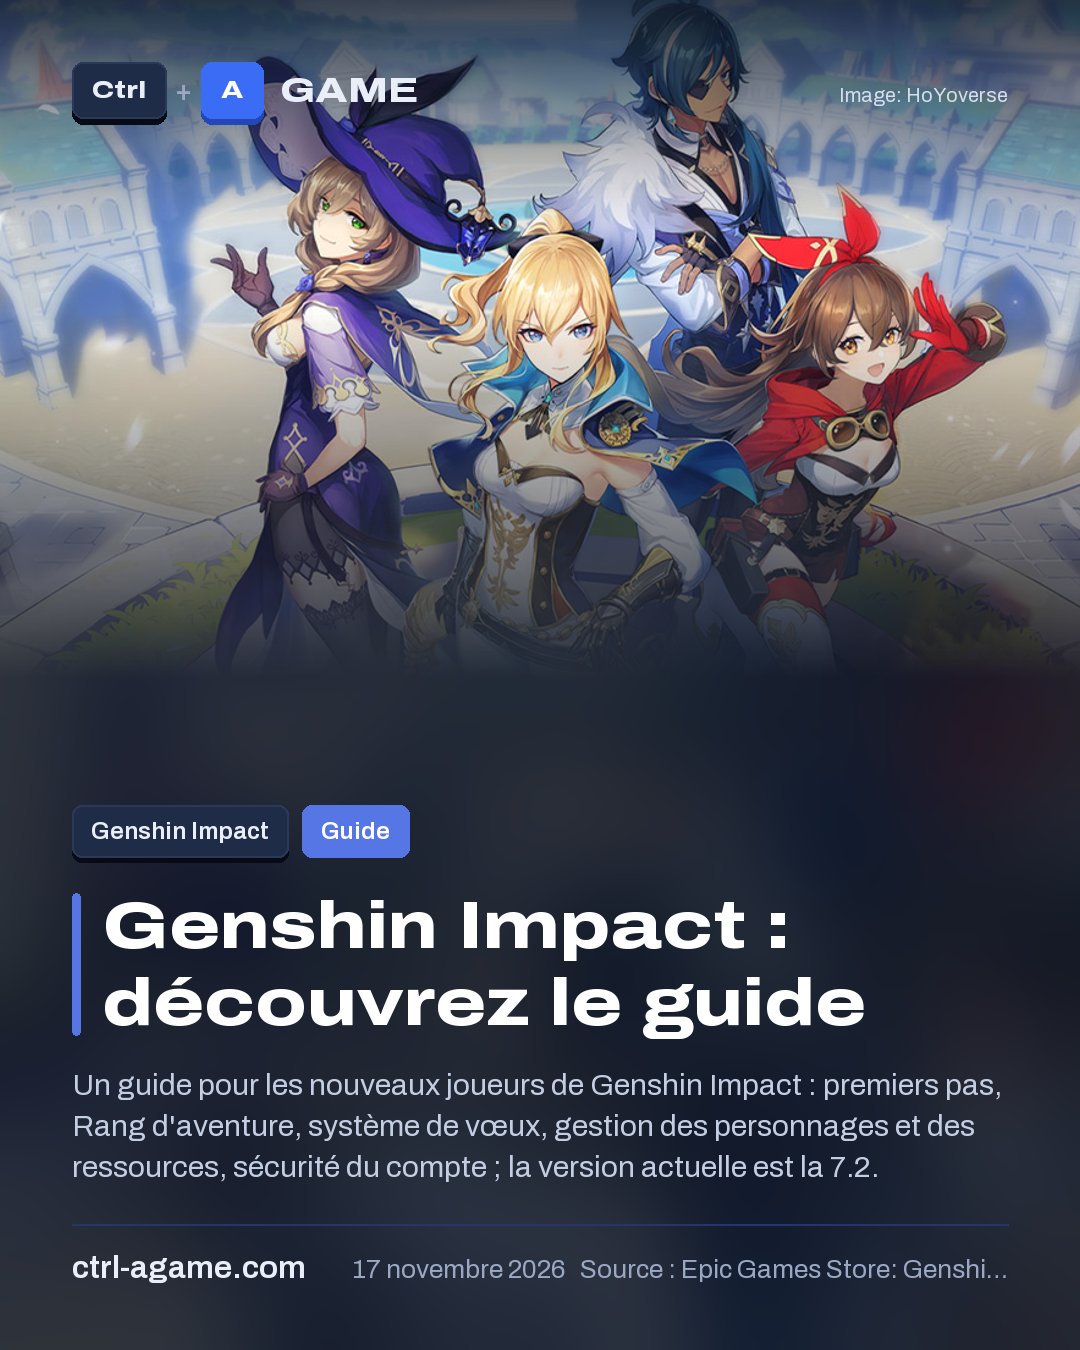 Ctrl + A GAME
Image: HoYoverse
Genshin Impact Guide
Genshin Impact :
découvrez le guide
Un guide pour les nouveaux joueurs de Genshin Impact : premiers pas,
Rang d'aventure, système de vœux, gestion des personnages et des
ressources, sécurité du compte ; la version actuelle est la 7.2.
ctrl-agame.com 17 novembre 2026 Source : Epic Games Store: Genshi...